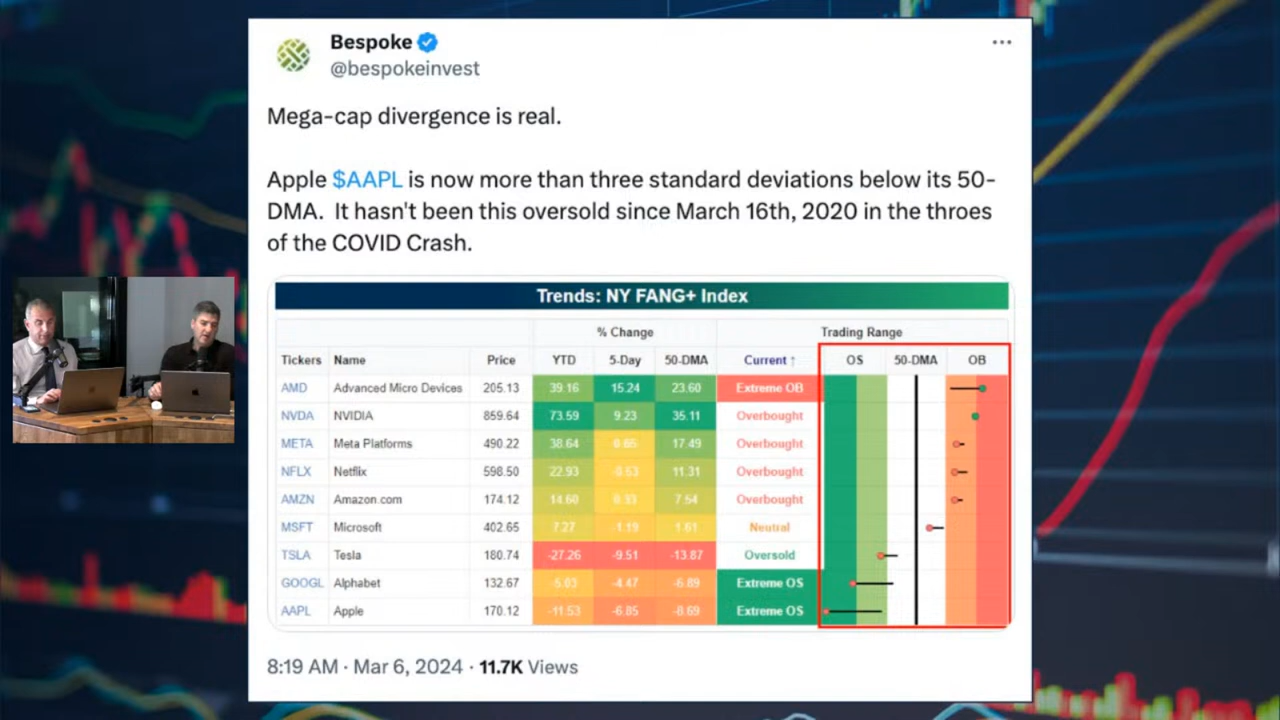 Bespoke
@bespokeinvest
Mega-cap divergence is real.
Apple $AAPL is now more than three standard deviations below its 50-
DMA. It hasn't been this oversold since March 16th, 2020 in the throes
of the COVID Crash.
Trends: NY FANG+ Index
% Change Trading Range
Tickers Name Price YTD 5-Day 50-DMA Current ↑ OS 50-DMA OB
AMD Advanced Micro Devices 205.13 39.16 15.24 23.60 Extreme OB
NVDA NVIDIA 859.64 73.59 9.23 35.11 Overbought
META Meta Platforms 490.22 38.64 17.49 Overbought
NFLX Netflix 598.50 22.93 11.31 Overbought
AMZN Amazon.com 174.12 14.60 7.54 Overbought
MSFT Microsoft 402.65 7.27 -1.19 1.61 Neutral
TSLA Tesla 180.74 -27.26 -9.51 -13.87 Oversold
GOOGL Alphabet 132.67 -5.03 -4.47 -6.89 Extreme OS
AAPL Apple 170.12 -11.53 -6.85 -8.69 Extreme OS
8:19 AM · Mar 6, 2024 · 11.7K Views